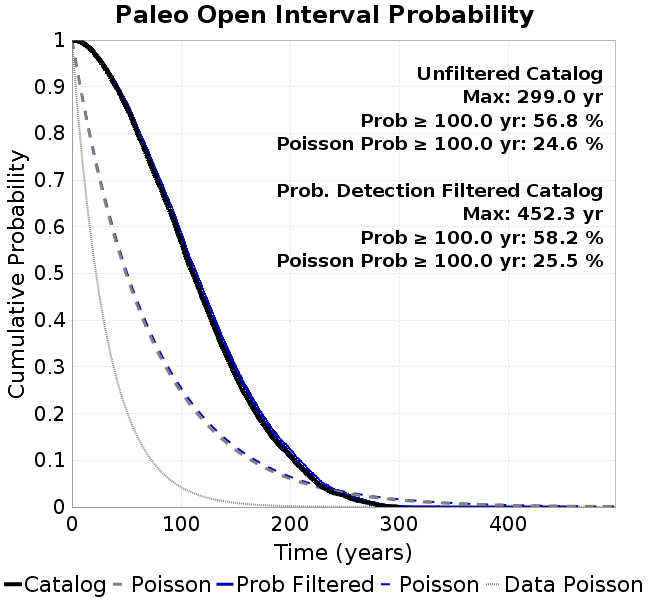 Paleo Open Interval Probability
Unfiltered Catalog
Max: 299.0 yr
Prob ≥ 100.0 yr: 56.8 %
Poisson Prob ≥ 100.0 yr: 24.6 %
Prob. Detection Filtered Catalog
Max: 452.3 yr
Prob ≥ 100.0 yr: 58.2 %
Poisson Prob ≥ 100.0 yr: 25.5 %
Cumulative Probability
1
0.9
0.8
0.7
0.6
0.5
0.4
0.3
0.2
0.1
0
0 100 200 300 400
Time (years)
Catalog Poisson Prob Filtered Poisson Data Poisson